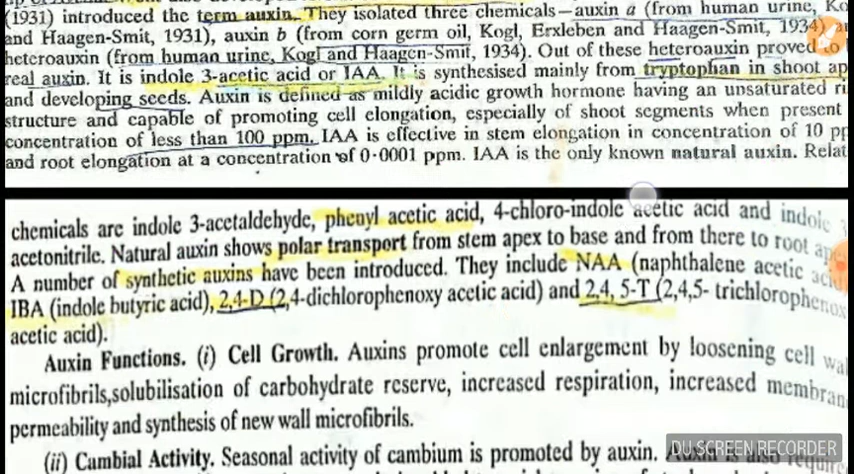 (1931) introduced the term auxin. They isolated three chemicals—auxin a (from human urine, Ko
and Haagen-Smit, 1931), auxin b (from corn germ oil, Kogl, Erxleben and Haagen-Smit, 1934)
heteroauxin (from human urine, Kogl and Haagen-Smit, 1934). Out of these heteroauxin proved to
real auxin. It is indole 3-acetic acid or IAA. It is synthesised mainly from tryptophan in shoot ap
and developing seeds. Auxin is defined as mildly acidic growth hormone having an unsaturated ri
structure and capable of promoting cell elongation, especially of shoot segments when present
concentration of less than 100 ppm. IAA is effective in stem elongation in concentration of 10 pp
and root elongation at a concentration of 0·0001 ppm. IAA is the only known natural auxin. Relat
chemicals are indole 3-acetaldehyde, phenyl acetic acid, 4-chloro-indole acetic acid and indole 3
acetonitrile. Natural auxin shows polar transport from stem apex to base and from there to root ape
A number of synthetic auxins have been introduced. They include NAA (naphthalene acetic acid
IBA (indole butyric acid), 2,4-D (2,4-dichlorophenoxy acetic acid) and 2,4, 5-T (2,4,5- trichlorophenox
acetic acid).
Auxin Functions. (i) Cell Growth. Auxins promote cell enlargement by loosening cell wal
microfibrils,solubilisation of carbohydrate reserve, increased respiration, increased membran
permeability and synthesis of new wall microfibrils.
(ii) Cambial Activity. Seasonal activity of cambium is promoted by auxin. Auxin is also require
DU SCREEN RECORDER